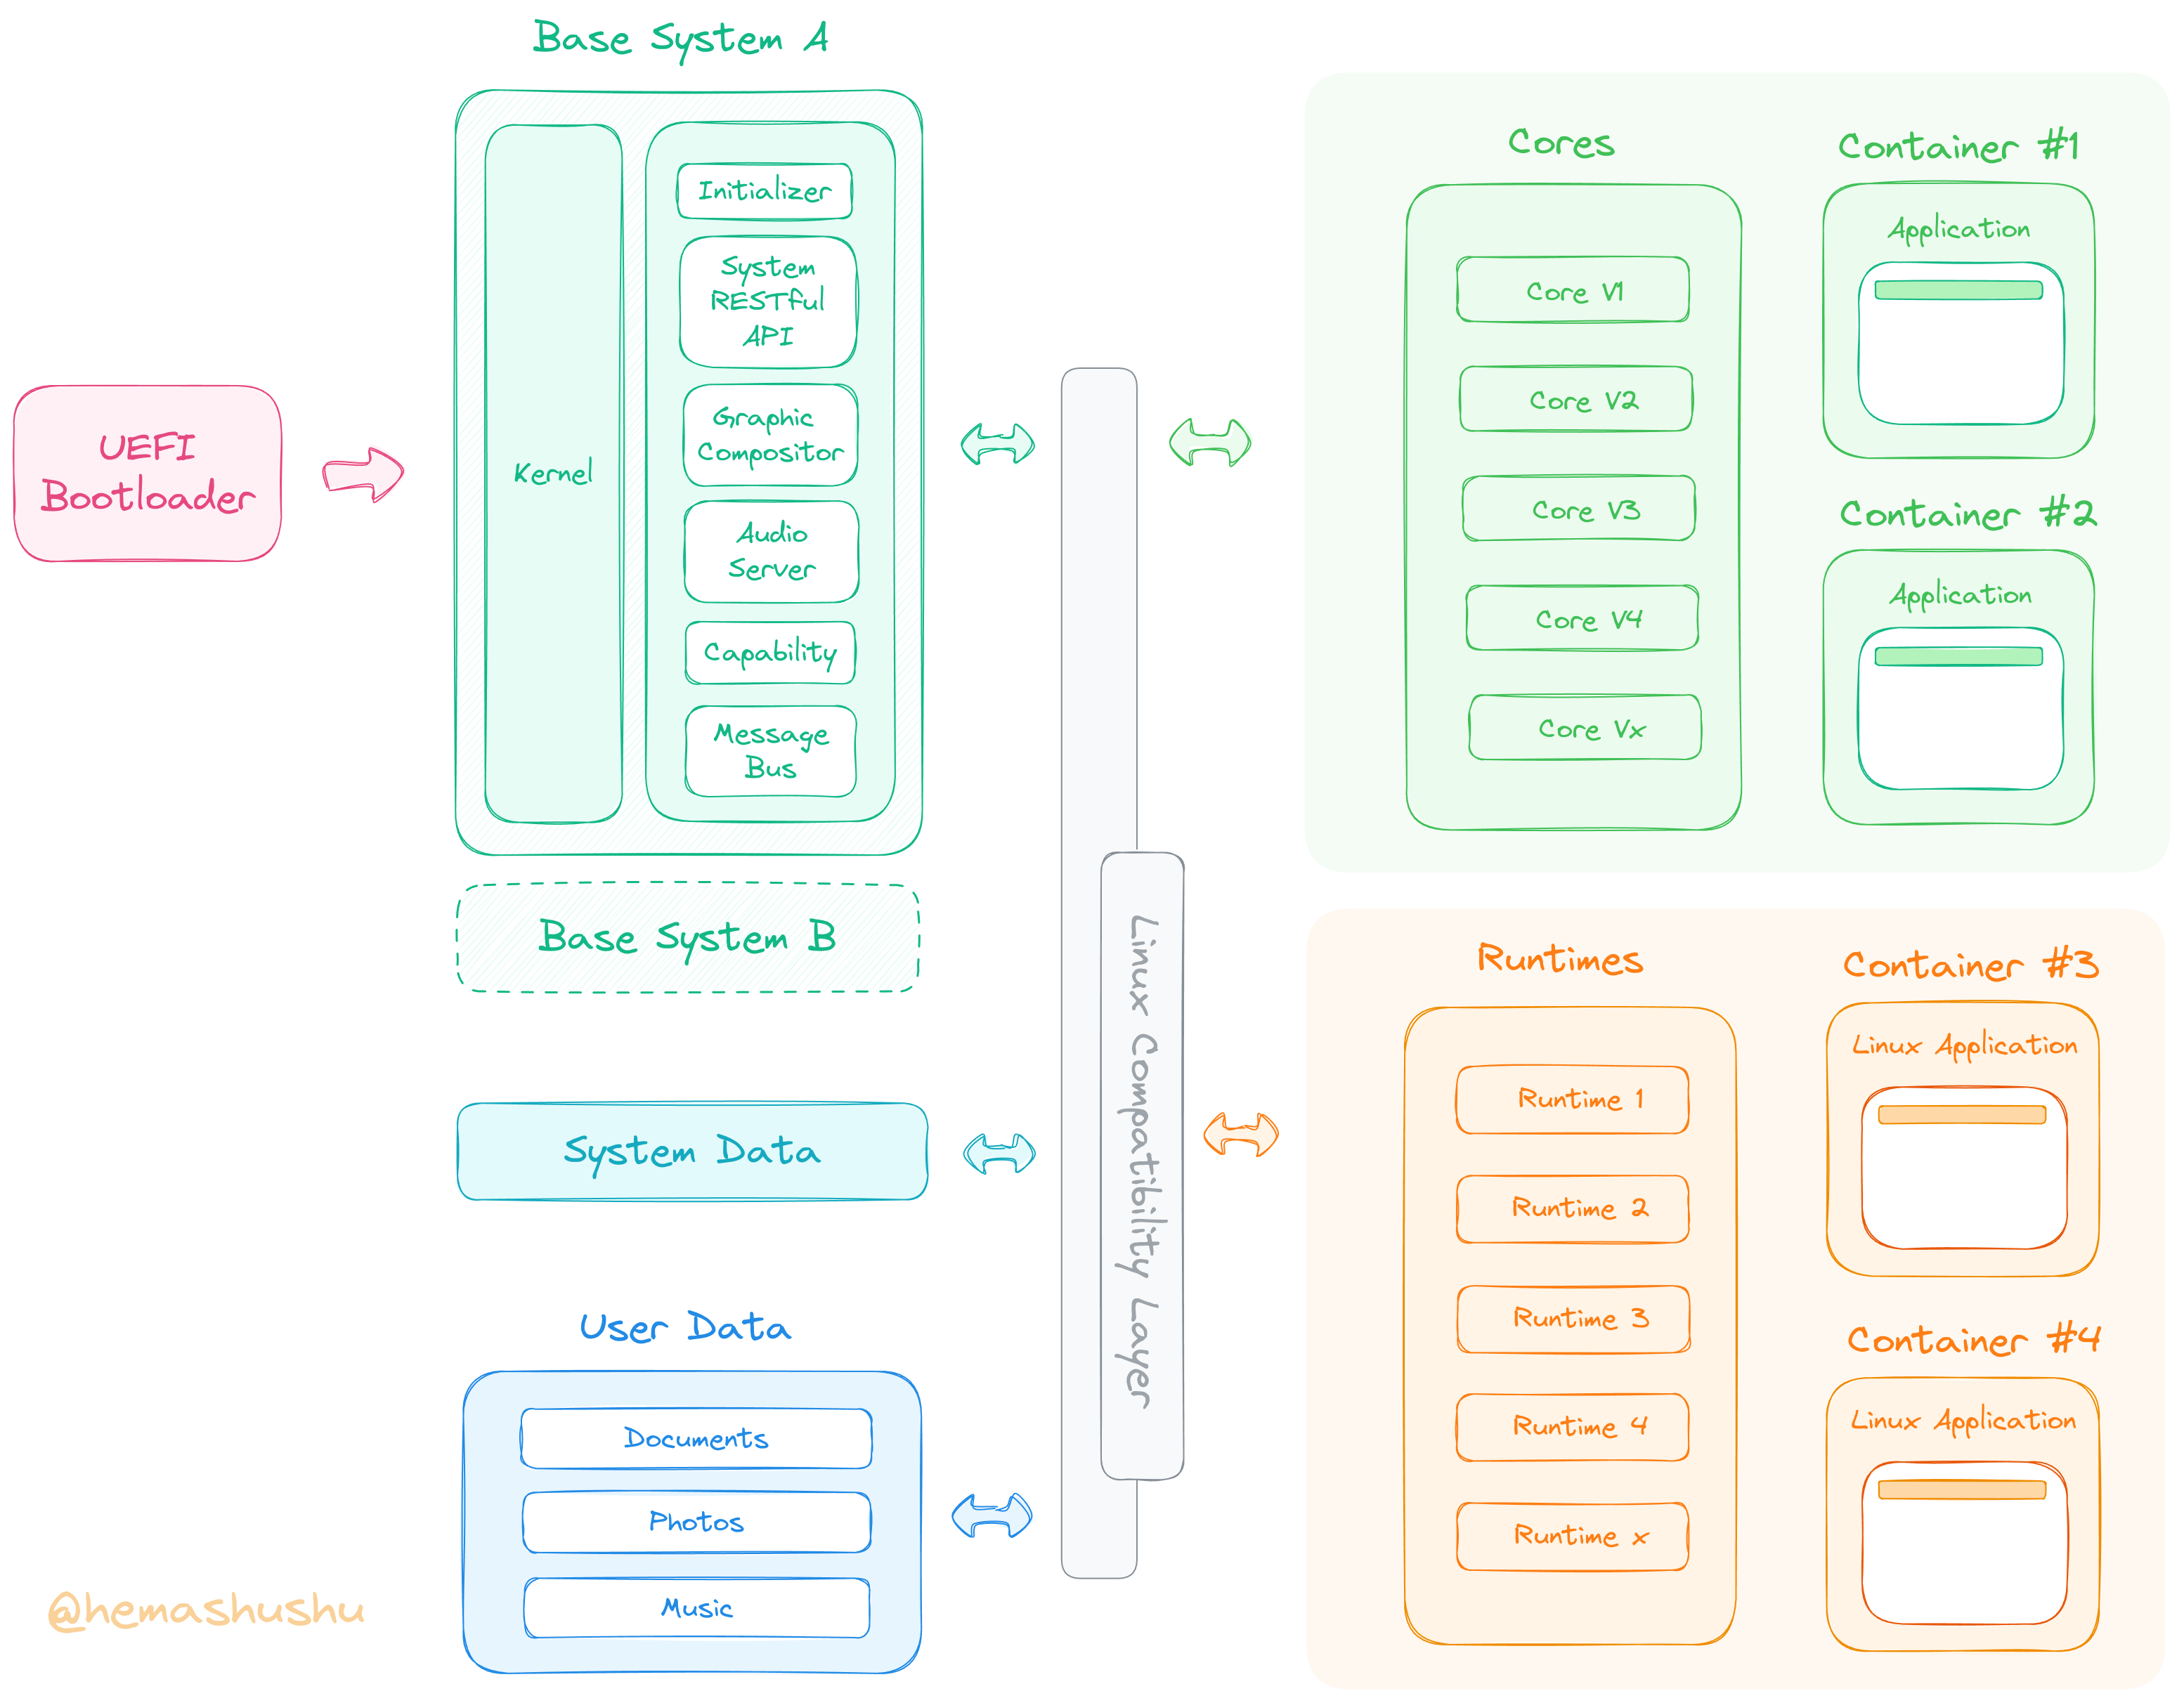 Base System A
UEFI
Bootloader
Kernel
Initializer
System
RESTful
API
Graphic
Compositor
Audio
Server
Capability
Message
Bus
Base System B
System Data
User Data
Documents
Photos
Music
Linux Compatibility Layer
Cores
Core V1
Core V2
Core V3
Core V4
Core Vx
Container #1
Application
Container #2
Application
Runtimes
Runtime 1
Runtime 2
Runtime 3
Runtime 4
Runtime x
Container #3
Linux Application
Container #4
Linux Application
@hemashushu